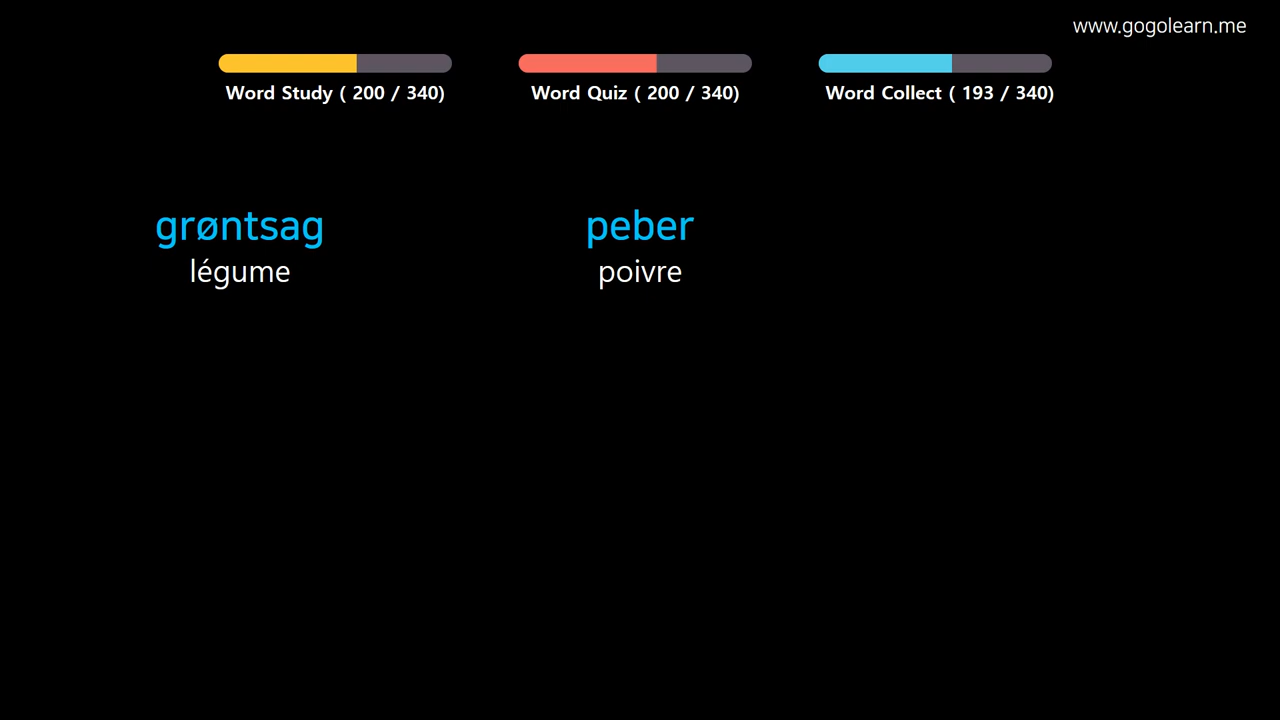 www.gogolearn.me
Word Study ( 200 / 340)
Word Quiz ( 200 / 340)
Word Collect ( 193 / 340)
grøntsag
légume
peber
poivre